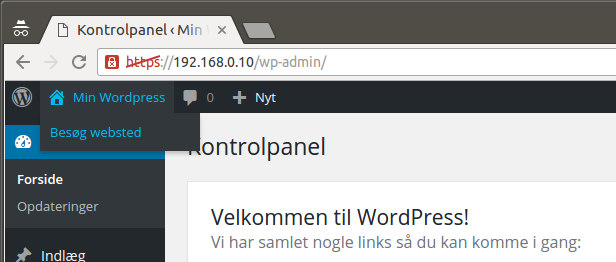 Kontrolpanel ‹ Min
https://192.168.0.10/wp-admin/
Min Wordpress 0 Nyt
Besøg websted
Kontrolpanel
Forside
Opdateringer
Velkommen til WordPress!
Vi har samlet nogle links så du kan komme i gang:
Indlæg